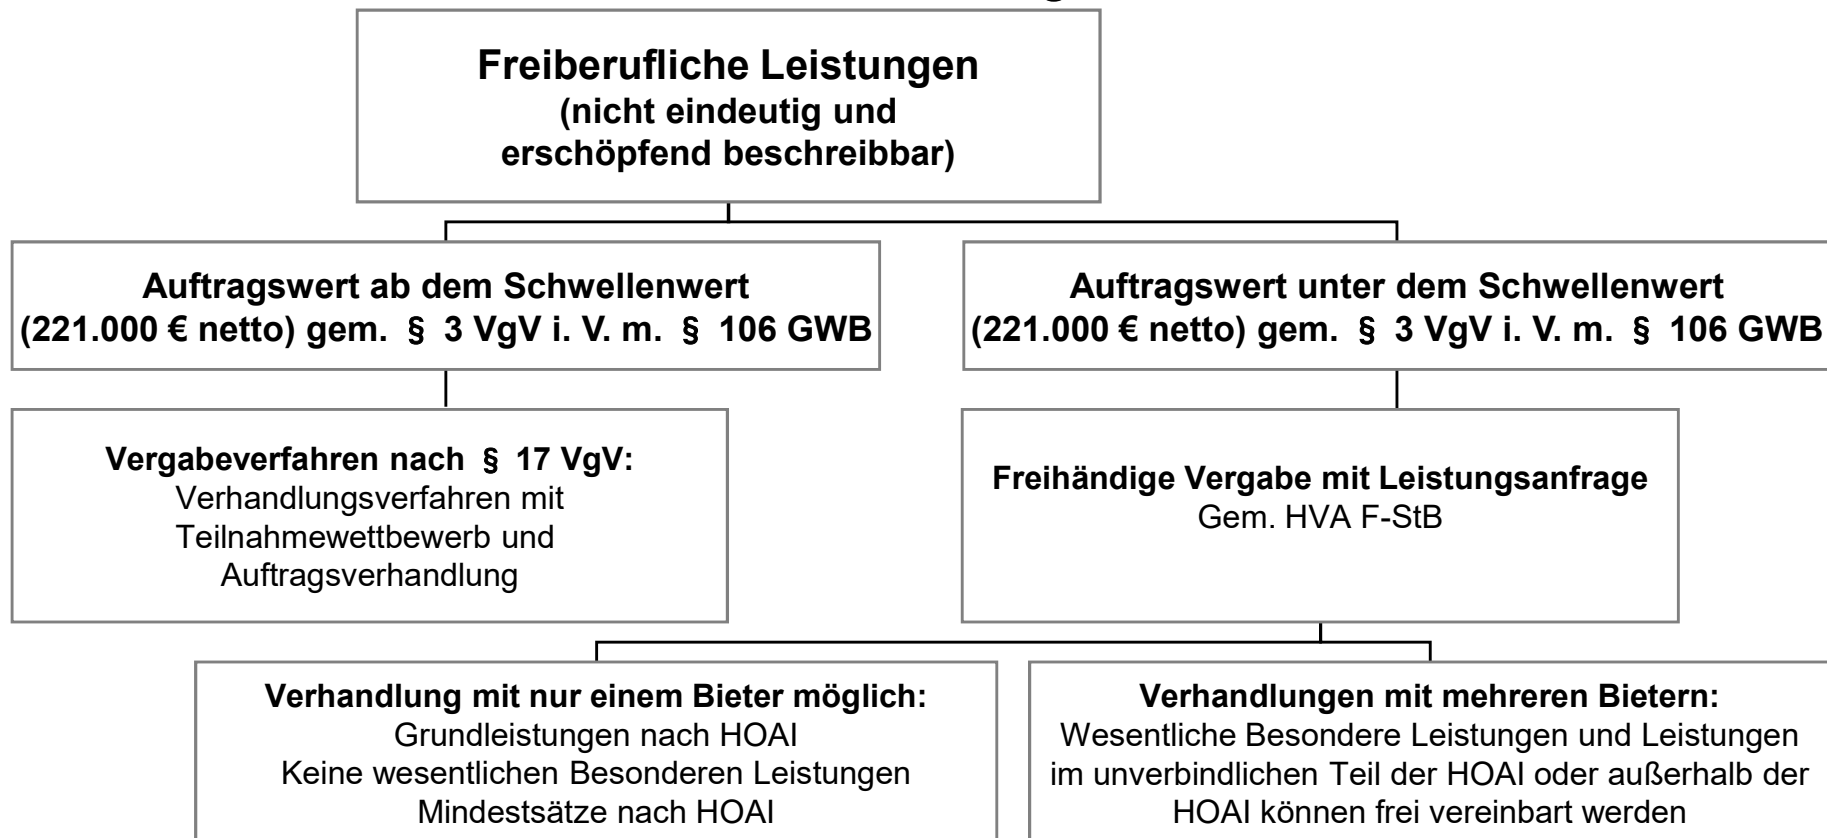 Freiberufliche Leistungen
(nicht eindeutig und
erschöpfend beschreibbar)
Auftragswert ab dem Schwellenwert
(221.000 € netto) gem. § 3 VgV i. V. m. § 106 GWB
Auftragswert unter dem Schwellenwert
(221.000 € netto) gem. § 3 VgV i. V. m. § 106 GWB
Vergabeverfahren nach § 17 VgV:
Verhandlungsverfahren mit
Teilnahmewettbewerb und
Auftragsverhandlung
Freihändige Vergabe mit Leistungsanfrage
Gem. HVA F-StB
Verhandlung mit nur einem Bieter möglich:
Grundleistungen nach HOAI
Keine wesentlichen Besonderen Leistungen
Mindestsätze nach HOAI
Verhandlungen mit mehreren Bietern:
Wesentliche Besondere Leistungen und Leistungen
im unverbindlichen Teil der HOAI oder außerhalb der
HOAI können frei vereinbart werden